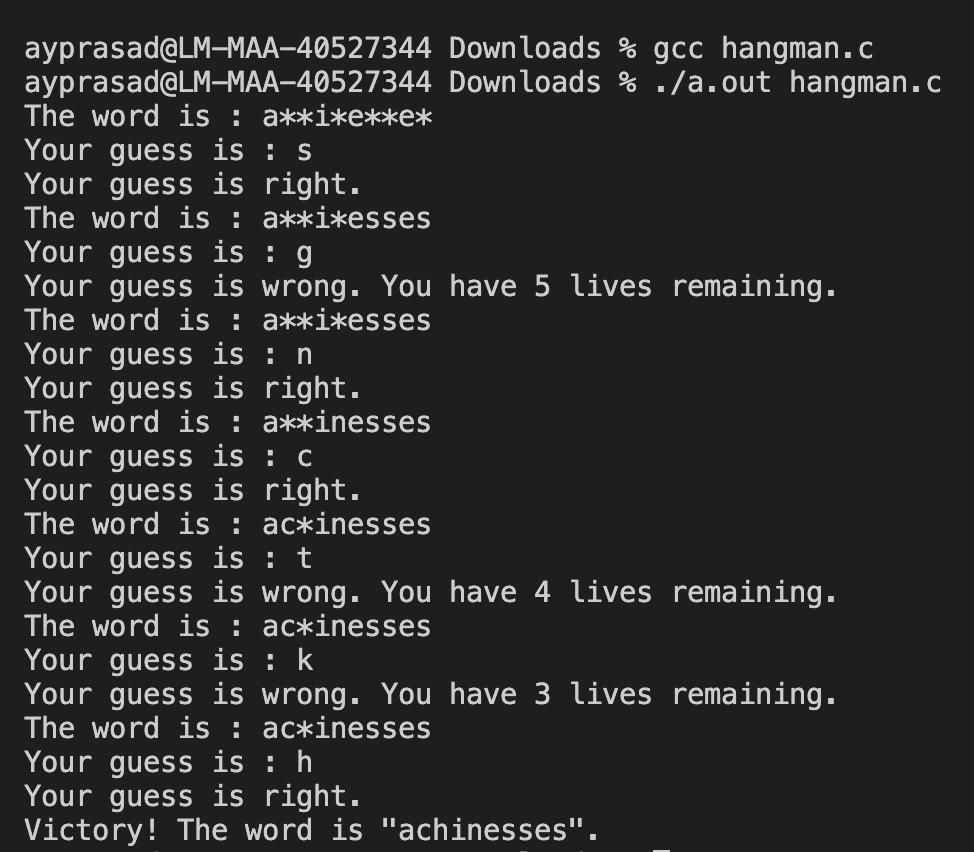 ayprasad@LM-MAA-40527344 Downloads % gcc hangman.c
ayprasad@LM-MAA-40527344 Downloads % ./a.out hangman.c
The word is : a**i*e**e*
Your guess is : s
Your guess is right.
The word is : a**i*esses
Your guess is : g
Your guess is wrong. You have 5 lives remaining.
The word is : a**i*esses
Your guess is : n
Your guess is right.
The word is : a**inesses
Your guess is : c
Your guess is right.
The word is : ac*inesses
Your guess is : t
Your guess is wrong. You have 4 lives remaining.
The word is : ac*inesses
Your guess is : k
Your guess is wrong. You have 3 lives remaining.
The word is : ac*inesses
Your guess is : h
Your guess is right.
Victory! The word is "achinesses".